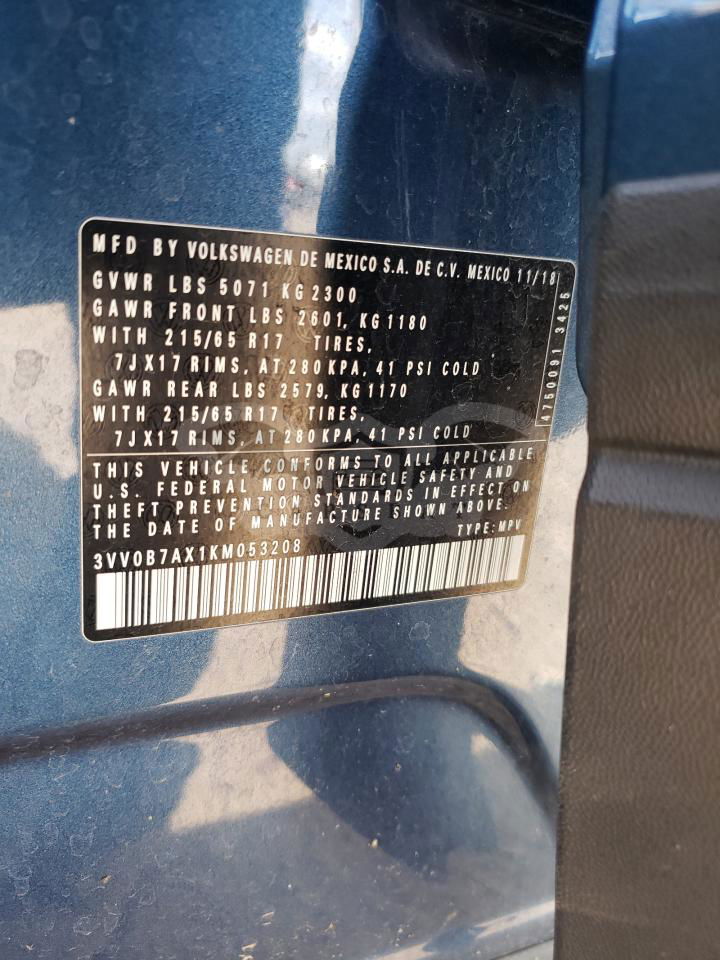 MFD BY VOLKSWAGEN DE MEXICO S.A. DE C.V. MEXICO 11/18
GVWR LBS 5071 KG 2300
GAWR FRONT LBS 2601, KG 1180
WITH 215/65 R17 TIRES,
7JX17 RIMS, AT 280 KPA, 41 PSI COLD
GAWR REAR LBS 2579, KG 1170
WITH 215/65 R17 TIRES,
7JX17 RIMS, AT 280 KPA, 41 PSI COLD
4750091 3425
THIS VEHICLE CONFORMS TO ALL APPLICABLE
U.S. FEDERAL MOTOR VEHICLE SAFETY AND
THEFT PREVENTION STANDARDS IN EFFECT ON
THE DATE OF MANUFACTURE SHOWN ABOVE.
TYPE: MPV
3VV0B7AX1KM053208